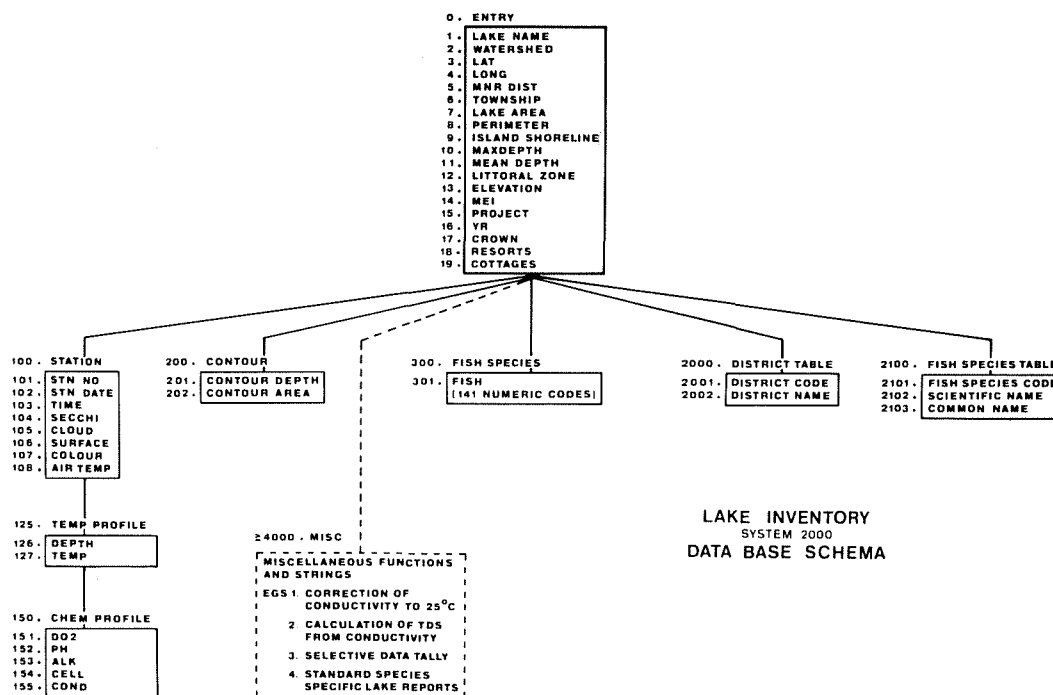 0. ENTRY
1. LAKE NAME
2. WATERSHED
3. LAT
4. LONG
5. MNR DIST
6. TOWNSHIP
7. LAKE AREA
8. PERIMETER
9. ISLAND SHORELINE
10. MAXDEPTH
11. MEAN DEPTH
12. LITTORAL ZONE
13. ELEVATION
14. MEI
15. PROJECT
16. YR
17. CROWN
18. RESORTS
19. COTTAGES
100. STATION
101. STN NO
102. STN DATE
103. TIME
104. SECCHI
105. CLOUD
106. SURFACE
107. COLOUR
108. AIR TEMP
125. TEMP PROFILE
126. DEPTH
127. TEMP
150. CHEM PROFILE
151. DO2
152. PH
153. ALK
154. CELL
155. COND
200. CONTOUR
201. CONTOUR DEPTH
202. CONTOUR AREA
≥4000. MISC
MISCELLANEOUS FUNCTIONS
AND STRINGS
EGS 1. CORRECTION OF
CONDUCTIVITY TO 25°C
2. CALCULATION OF TDS
FROM CONDUCTIVITY
3. SELECTIVE DATA TALLY
4. STANDARD SPECIES
SPECIFIC LAKE REPORTS
300. FISH SPECIES
301. FISH
[141 NUMERIC CODES]
2000. DISTRICT TABLE
2001. DISTRICT CODE
2002. DISTRICT NAME
2100. FISH SPECIES TABLE
2101. FISH SPECIES CODE
2102. SCIENTIFIC NAME
2103. COMMON NAME
LAKE INVENTORY
SYSTEM 2000
DATA BASE SCHEMA